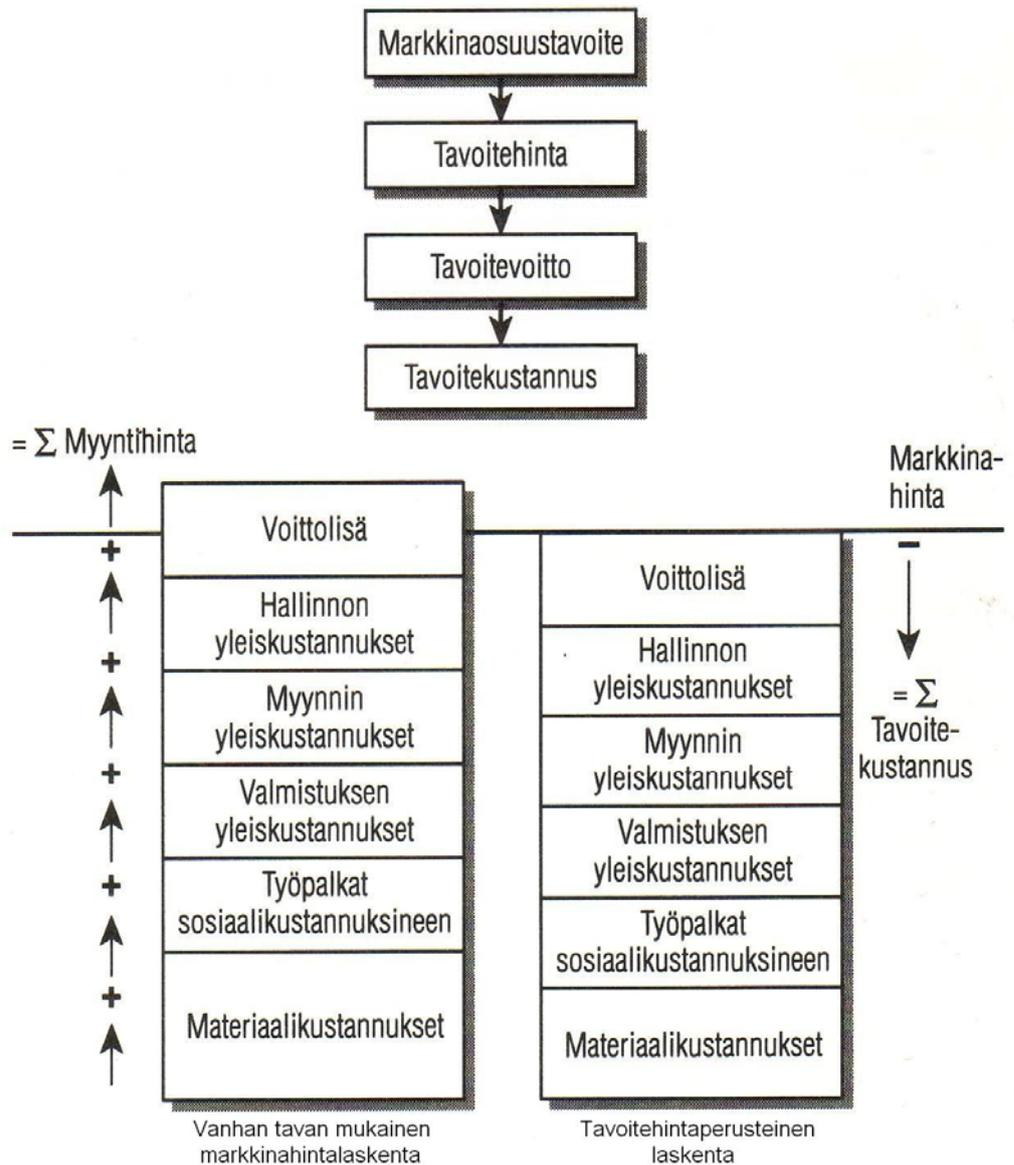 Markkinaosuustavoite
Tavoitehinta
Tavoitevoitto
Tavoitekustannus
= Σ Myyntihinta
Markkina-
hinta
+
+
+
+
+
Voittolisä
Hallinnon
yleiskustannukset
Myynnin
yleiskustannukset
Valmistuksen
yleiskustannukset
Työpalkat
sosiaalikustannuksineen
Materiaalikustannukset
Vanhan tavan mukainen
markkinahintalaskenta
Voittolisä
Hallinnon
yleiskustannukset
Myynnin
yleiskustannukset
Valmistuksen
yleiskustannukset
Työpalkat
sosiaalikustannuksineen
Materiaalikustannukset
Tavoitehintaperusteinen
laskenta
−
= Σ
Tavoite-
kustannus